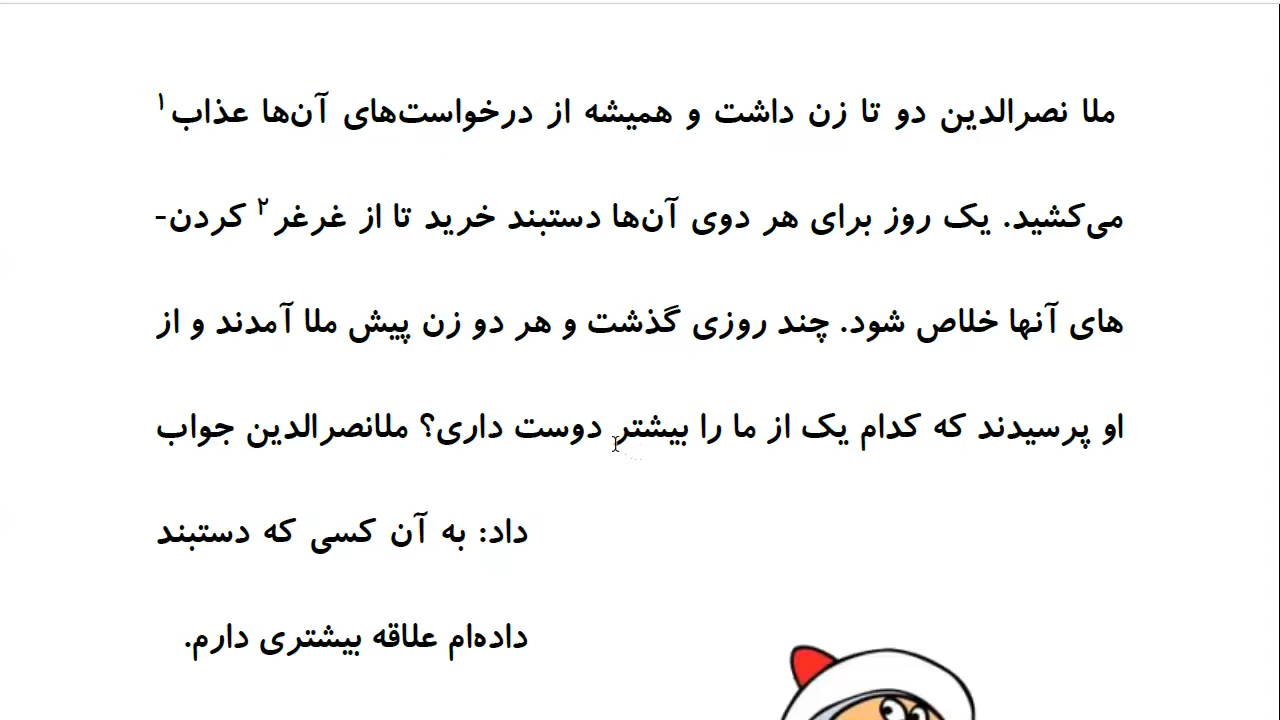 ملا نصرالدین دو تا زن داشت و همیشه از درخواست‌های آن‌ها عذاب۱
می‌کشید. یک روز برای هر دوی آن‌ها دستبند خرید تا از غرغر۲ کردن-
های آنها خلاص شود. چند روزی گذشت و هر دو زن پیش ملا آمدند و از
او پرسیدند که کدام یک از ما را بیشتر دوست داری؟ ملانصرالدین جواب
داد: به آن کسی که دستبند
داده‌ام علاقه بیشتری دارم.